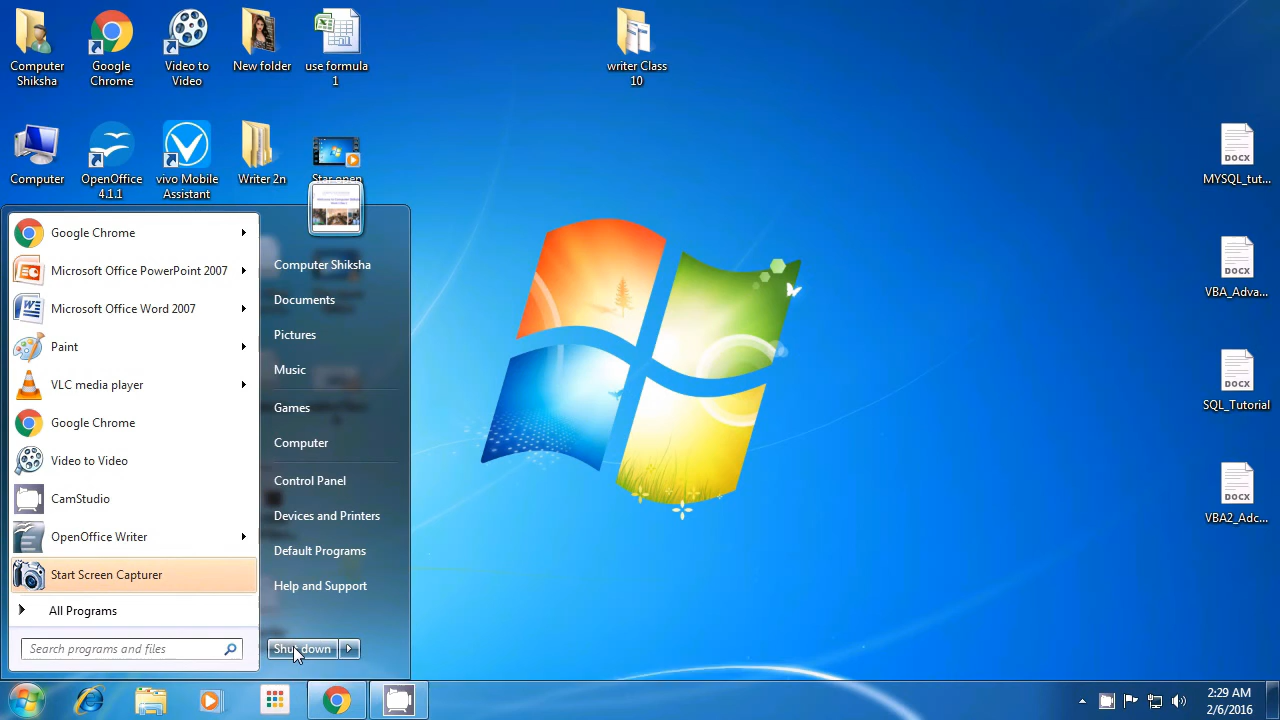 Computer
Shiksha
Google
Chrome
Video to
Video
New folder
use formula
1
writer Class
10
Computer
OpenOffice
4.1.1
vivo Mobile
Assistant
Writer 2n
Star open
MYSQL_tut...
VBA_Adva...
SQL_Tutorial
VBA2_Adc...
DOCX
DOCX
DOCX
DOCX
Google Chrome
Microsoft Office PowerPoint 2007
Microsoft Office Word 2007
Paint
VLC media player
Google Chrome
Video to Video
CamStudio
OpenOffice Writer
Start Screen Capturer
All Programs
Search programs and files
Computer Shiksha
Documents
Pictures
Music
Games
Computer
Control Panel
Devices and Printers
Default Programs
Help and Support
Shut down
2:29 AM
2/6/2016